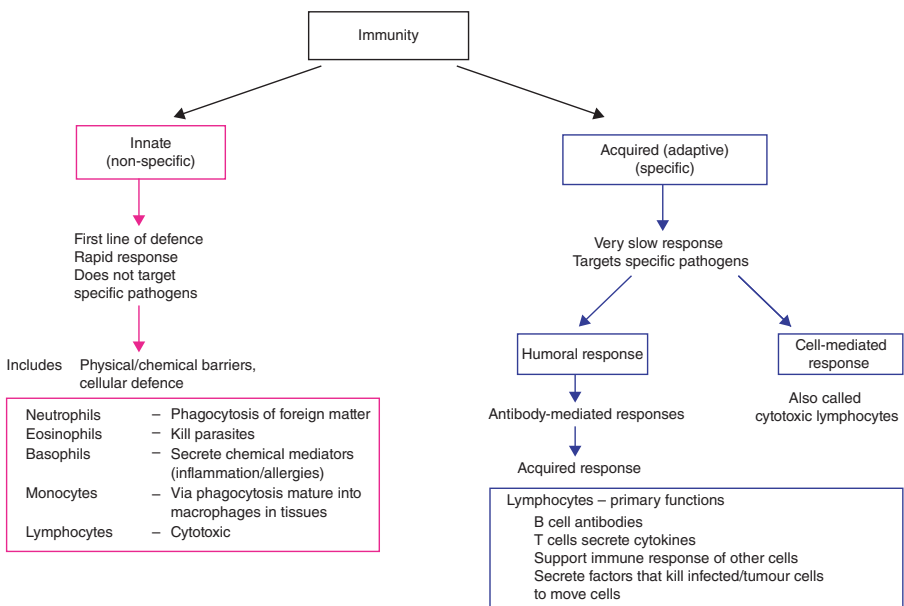 Immunity
Innate
(non-specific)
First line of defence
Rapid response
Does not target
specific pathogens
Includes Physical/chemical barriers,
cellular defence
Neutrophils – Phagocytosis of foreign matter
Eosinophils – Kill parasites
Basophils – Secrete chemical mediators
(inflammation/allergies)
Monocytes – Via phagocytosis mature into
macrophages in tissues
Lymphocytes – Cytotoxic
Acquired (adaptive)
(specific)
Very slow response
Targets specific pathogens
Humoral response
Antibody-mediated responses
Acquired response
Lymphocytes – primary functions
B cell antibodies
T cells secrete cytokines
Support immune response of other cells
Secrete factors that kill infected/tumour cells
to move cells
Cell-mediated
response
Also called
cytotoxic lymphocytes